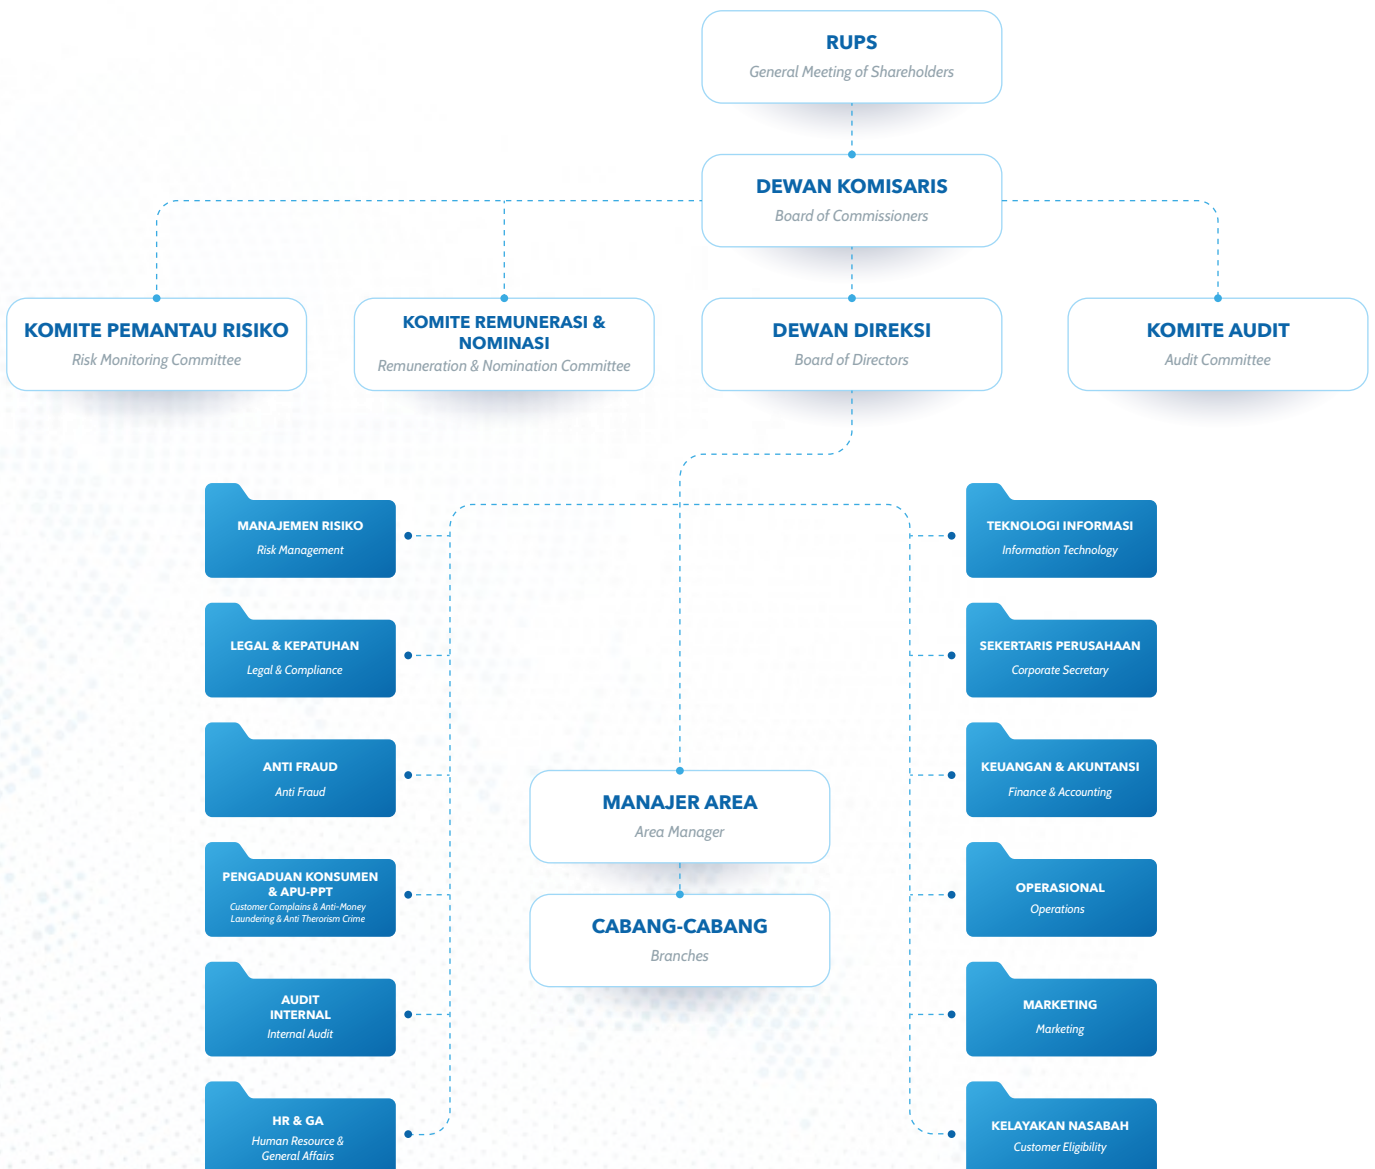 RUPS
General Meeting of Shareholders
DEWAN KOMISARIS
Board of Commissioners
KOMITE PEMANTAU RISIKO
Risk Monitoring Committee
KOMITE REMUNERASI &
NOMINASI
Remuneration & Nomination Committee
DEWAN DIREKSI
Board of Directors
KOMITE AUDIT
Audit Committee
MANAJEMEN RISIKO
Risk Management
LEGAL & KEPATUHAN
Legal & Compliance
ANTI FRAUD
Anti Fraud
PENGADUAN KONSUMEN
& APU-PPT
Customer Complains & Anti-Money
Laundering & Anti Therorism Crime
AUDIT
INTERNAL
Internal Audit
HR & GA
Human Resource &
General Affairs
MANAJER AREA
Area Manager
CABANG-CABANG
Branches
TEKNOLOGI INFORMASI
Information Technology
SEKERTARIS PERUSAHAAN
Corporate Secretary
KEUANGAN & AKUNTANSI
Finance & Accounting
OPERASIONAL
Operations
MARKETING
Marketing
KELAYAKAN NASABAH
Customer Eligibility